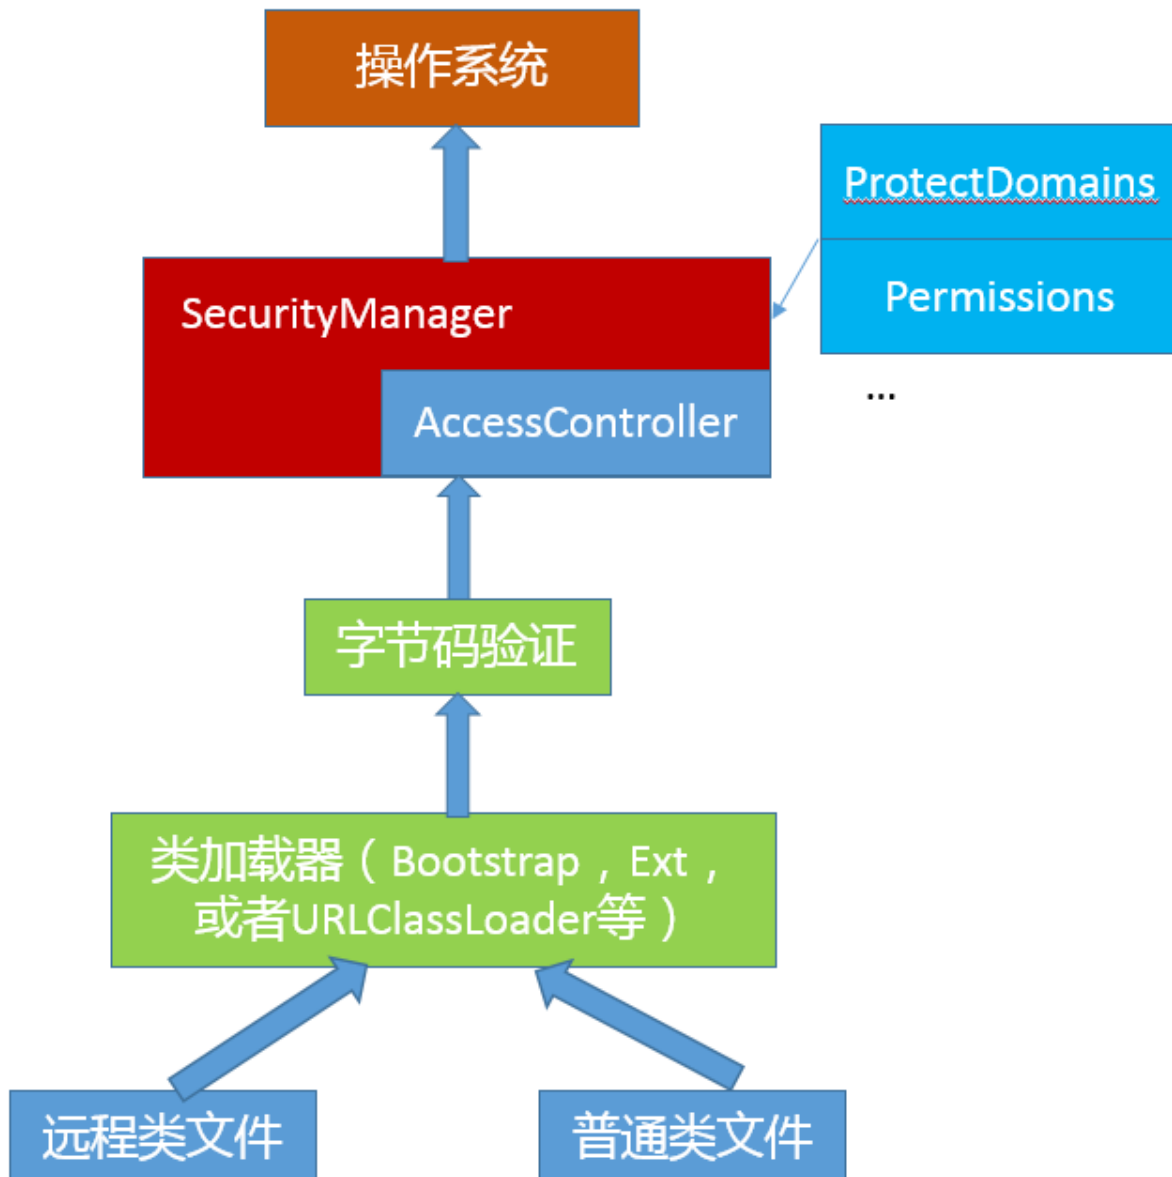 操作系统
ProtectDomains
Permissions
...
SecurityManager
AccessController
字节码验证
类加载器（Bootstrap，Ext，
或者URLClassLoader等）
远程类文件
普通类文件